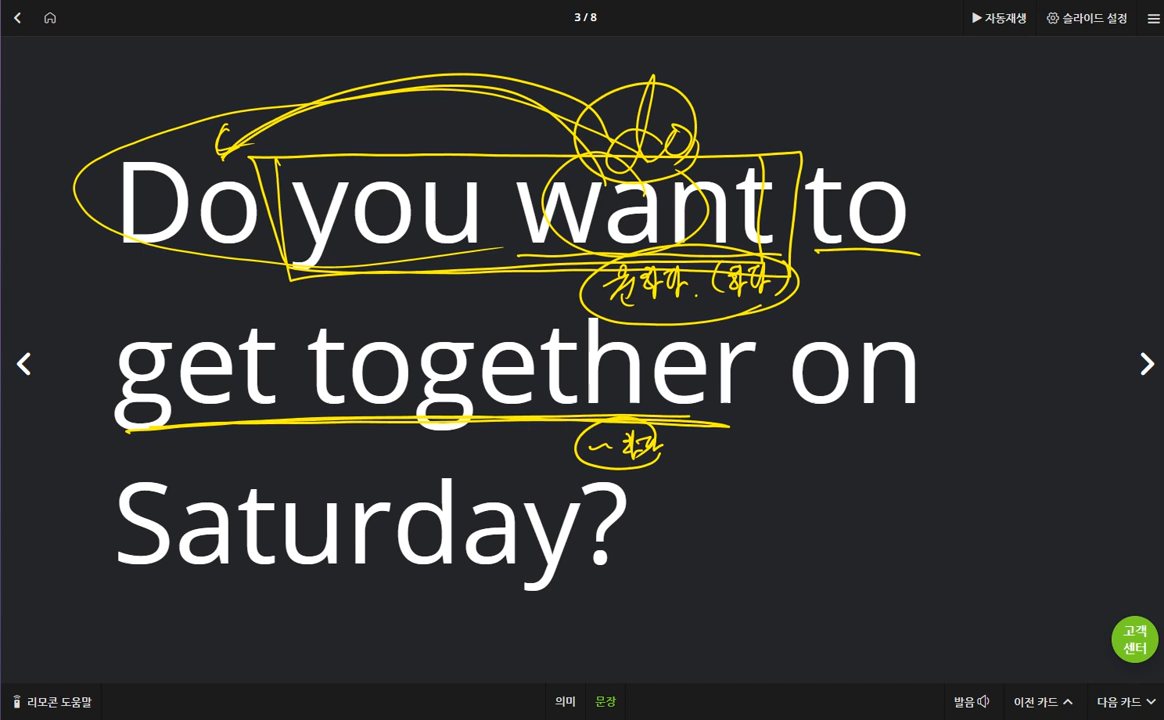 3 / 8
자동재생
슬라이드 설정
Do you want to
원하다. (하다)
get together on
Saturday?
고객
센터
리모콘 도움말
의미
문장
발음
이전 카드
다음 카드